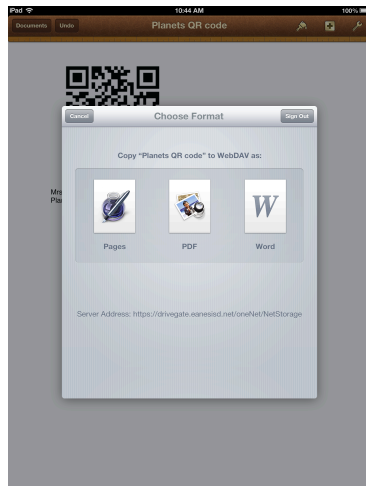 iPad 10:44 AM 100%
Documents Undo Planets QR code
Cancel Choose Format Sign Out
Copy "Planets QR code" to WebDAV as:
W
Pages PDF Word
Server Address: https://drivegate.eanesisd.net/oneNet/NetStorage